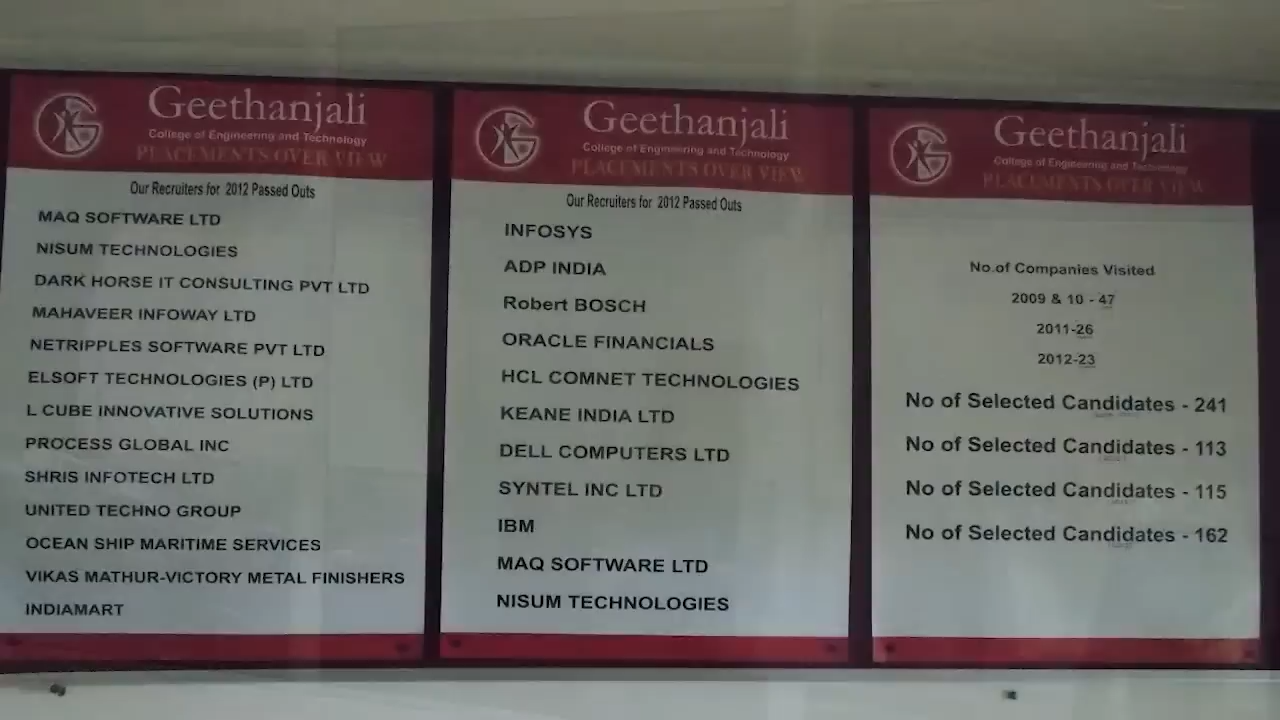 Geethanjali
College of Engineering and Technology
PLACEMENTS OVER VIEW
Our Recruiters for 2012 Passed Outs
MAQ SOFTWARE LTD
NISUM TECHNOLOGIES
DARK HORSE IT CONSULTING PVT LTD
MAHAVEER INFOWAY LTD
NETRIPPLES SOFTWARE PVT LTD
ELSOFT TECHNOLOGIES (P) LTD
L CUBE INNOVATIVE SOLUTIONS
PROCESS GLOBAL INC
SHRIS INFOTECH LTD
UNITED TECHNO GROUP
OCEAN SHIP MARITIME SERVICES
VIKAS MATHUR-VICTORY METAL FINISHERS
INDIAMART
Geethanjali
College of Engineering and Technology
PLACEMENTS OVER VIEW
Our Recruiters for 2012 Passed Outs
INFOSYS
ADP INDIA
Robert BOSCH
ORACLE FINANCIALS
HCL COMNET TECHNOLOGIES
KEANE INDIA LTD
DELL COMPUTERS LTD
SYNTEL INC LTD
IBM
MAQ SOFTWARE LTD
NISUM TECHNOLOGIES
Geethanjali
College of Engineering and Technology
PLACEMENTS OVER VIEW
No.of Companies Visited
2009 & 10 - 47
2011-26
2012-23
No of Selected Candidates - 241
No of Selected Candidates - 113
No of Selected Candidates - 115
No of Selected Candidates - 162